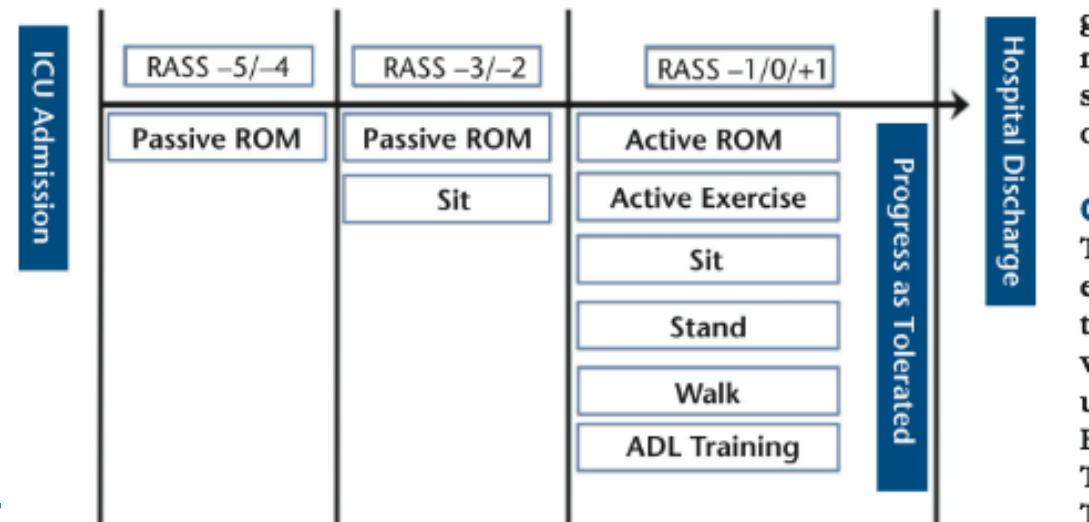 ICU Admission
RASS –5/–4
RASS –3/–2
RASS –1/0/+1
Passive ROM
Passive ROM
Sit
Active ROM
Active Exercise
Sit
Stand
Walk
ADL Training
Progress as Tolerated
Hospital Discharge